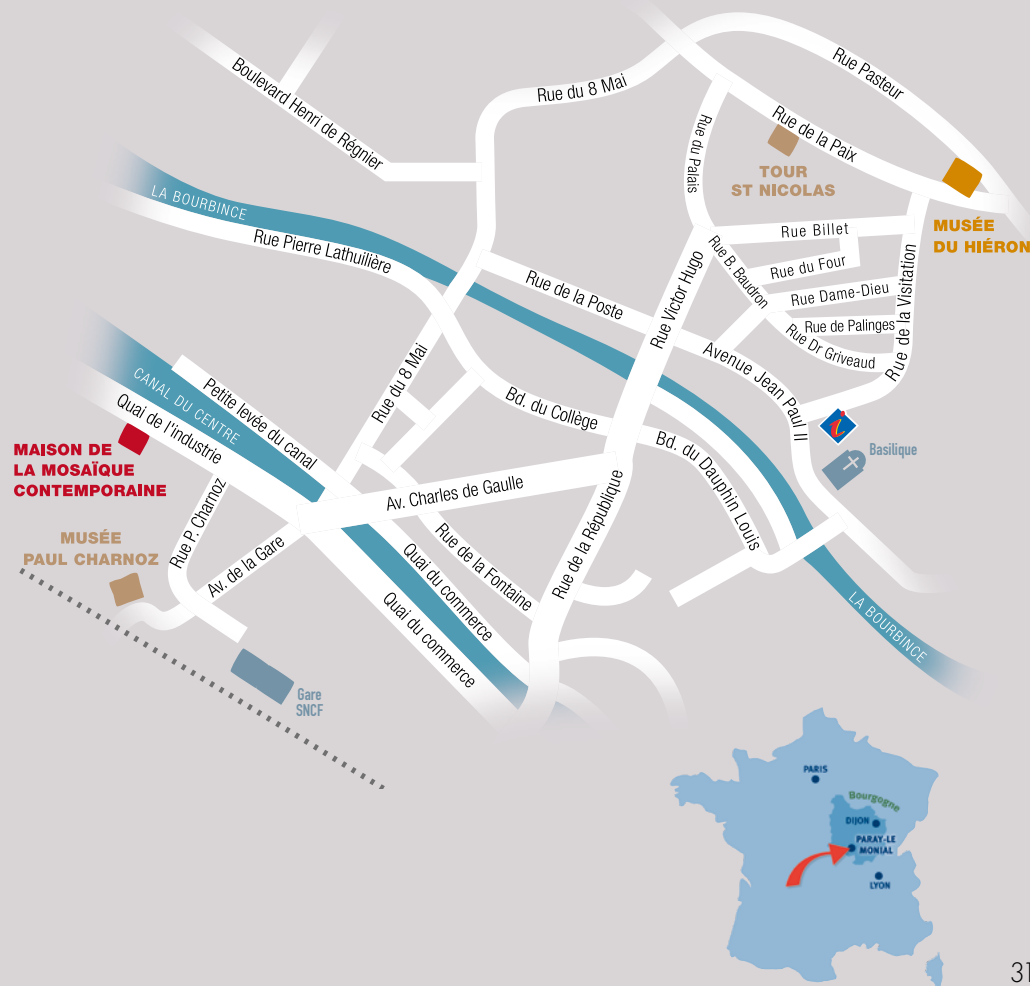 Boulevard Henri de Régnier
Rue du 8 Mai
Rue Pasteur
Rue de la Paix
Rue du Palais
TOUR
ST NICOLAS
MUSÉE
DU HIÉRON
LA BOURBINCE
Rue Pierre Lathuilière
Rue Billet
Rue B. Baudron
Rue du Four
Rue Dame-Dieu
Rue de Palinges
Rue Dr Griveaud
Rue de la Visitation
Rue de la Poste
Rue Victor Hugo
Avenue Jean Paul II
CANAL DU CENTRE
Petite levée du canal
Quai de l'industrie
Rue du 8 Mai
Bd. du Collège
Bd. du Dauphin Louis
i
Basilique
MAISON DE
LA MOSAÏQUE
CONTEMPORAINE
Av. Charles de Gaulle
MUSÉE
PAUL CHARNOZ
Rue P. Charnoz
Av. de la Gare
Rue de la Fontaine
Rue de la République
Quai du commerce
Quai du commerce
LA BOURBINCE
Gare
SNCF
PARIS
Bourgogne
DIJON
PARAY-LE
MONIAL
LYON
31